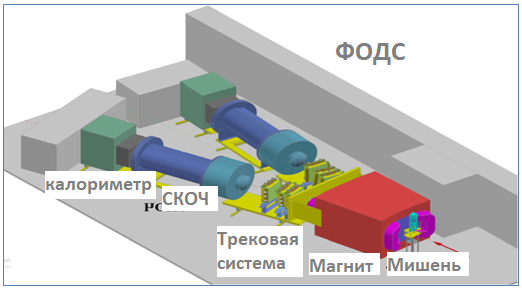 ФОДС
калориметр
СКОЧ
Трековая
система
Магнит
Мишень